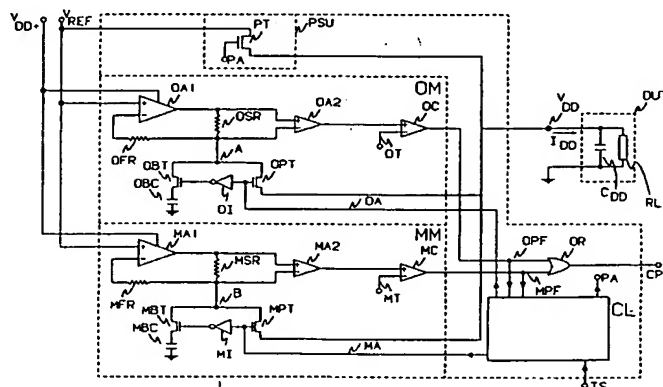 VDD+
VREF
PT
PSU
PA
OM
OA1
OSR
OA2
OC
OFR
A
OT
OBT
OPT
OBC
OI
OA
VDD
IDD
DUT
CDD
RL
MM
MA1
MSR
MA2
MC
OPF
OR
CP
MFR
B
MT
MPF
PA
MBT
MPT
MBC
MI
MA
CL
TS